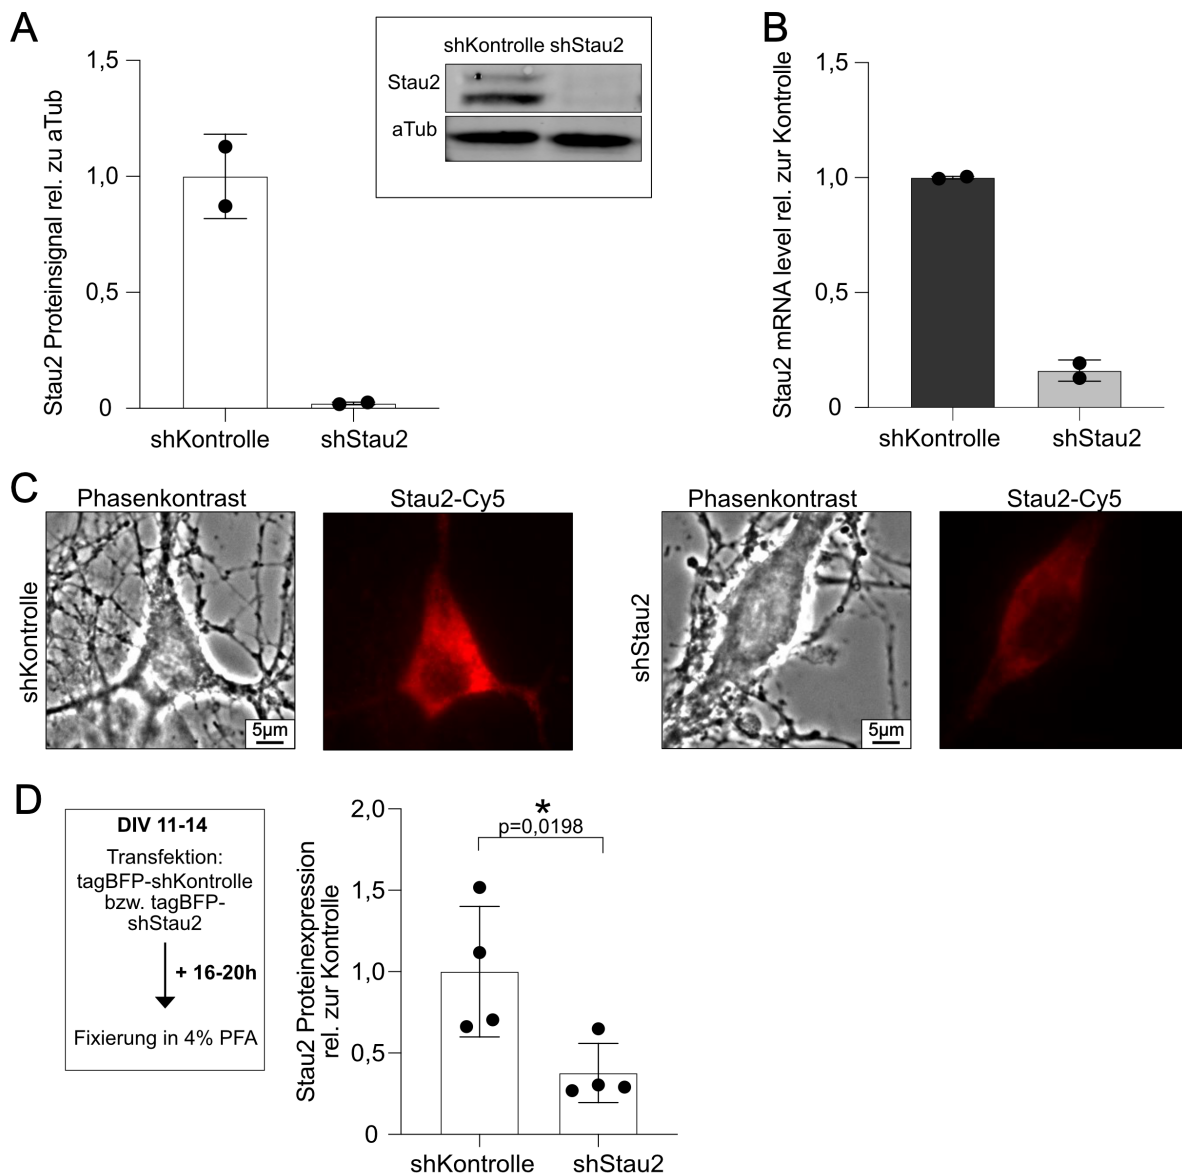 A
Stau2 Proteinsignal rel. zu aTub
1,5
1,0
0,5
0
shKontrolle
shStau2
shKontrolle shStau2
Stau2
aTub
B
Stau2 mRNA level rel. zur Kontrolle
1,5
1,0
0,5
0
shKontrolle
shStau2
C
Phasenkontrast
Stau2-Cy5
Phasenkontrast
Stau2-Cy5
shKontrolle
5µm
shStau2
5µm
D
DIV 11-14
Transfektion:
tagBFP-shKontrolle
bzw. tagBFP-
shStau2
+ 16-20h
Fixierung in 4% PFA
Stau2 Proteinexpression
rel. zur Kontrolle
2,0
1,5
1,0
0,5
0
*
p=0,0198
shKontrolle
shStau2